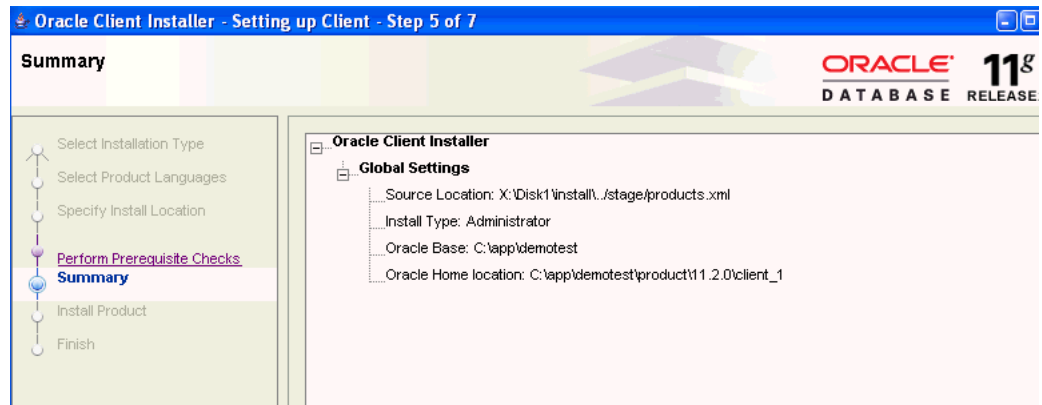 Oracle Client Installer - Setting up Client - Step 5 of 7
Summary
ORACLE
DATABASE
11g
RELEASE
Select Installation Type
Select Product Languages
Specify Install Location
Perform Prerequisite Checks
Summary
Install Product
Finish
Oracle Client Installer
Global Settings
Source Location: X:\Disk1\install\../stage/products.xml
Install Type: Administrator
Oracle Base: C:\app\demotest
Oracle Home location: C:\app\demotest\product\11.2.0\client_1